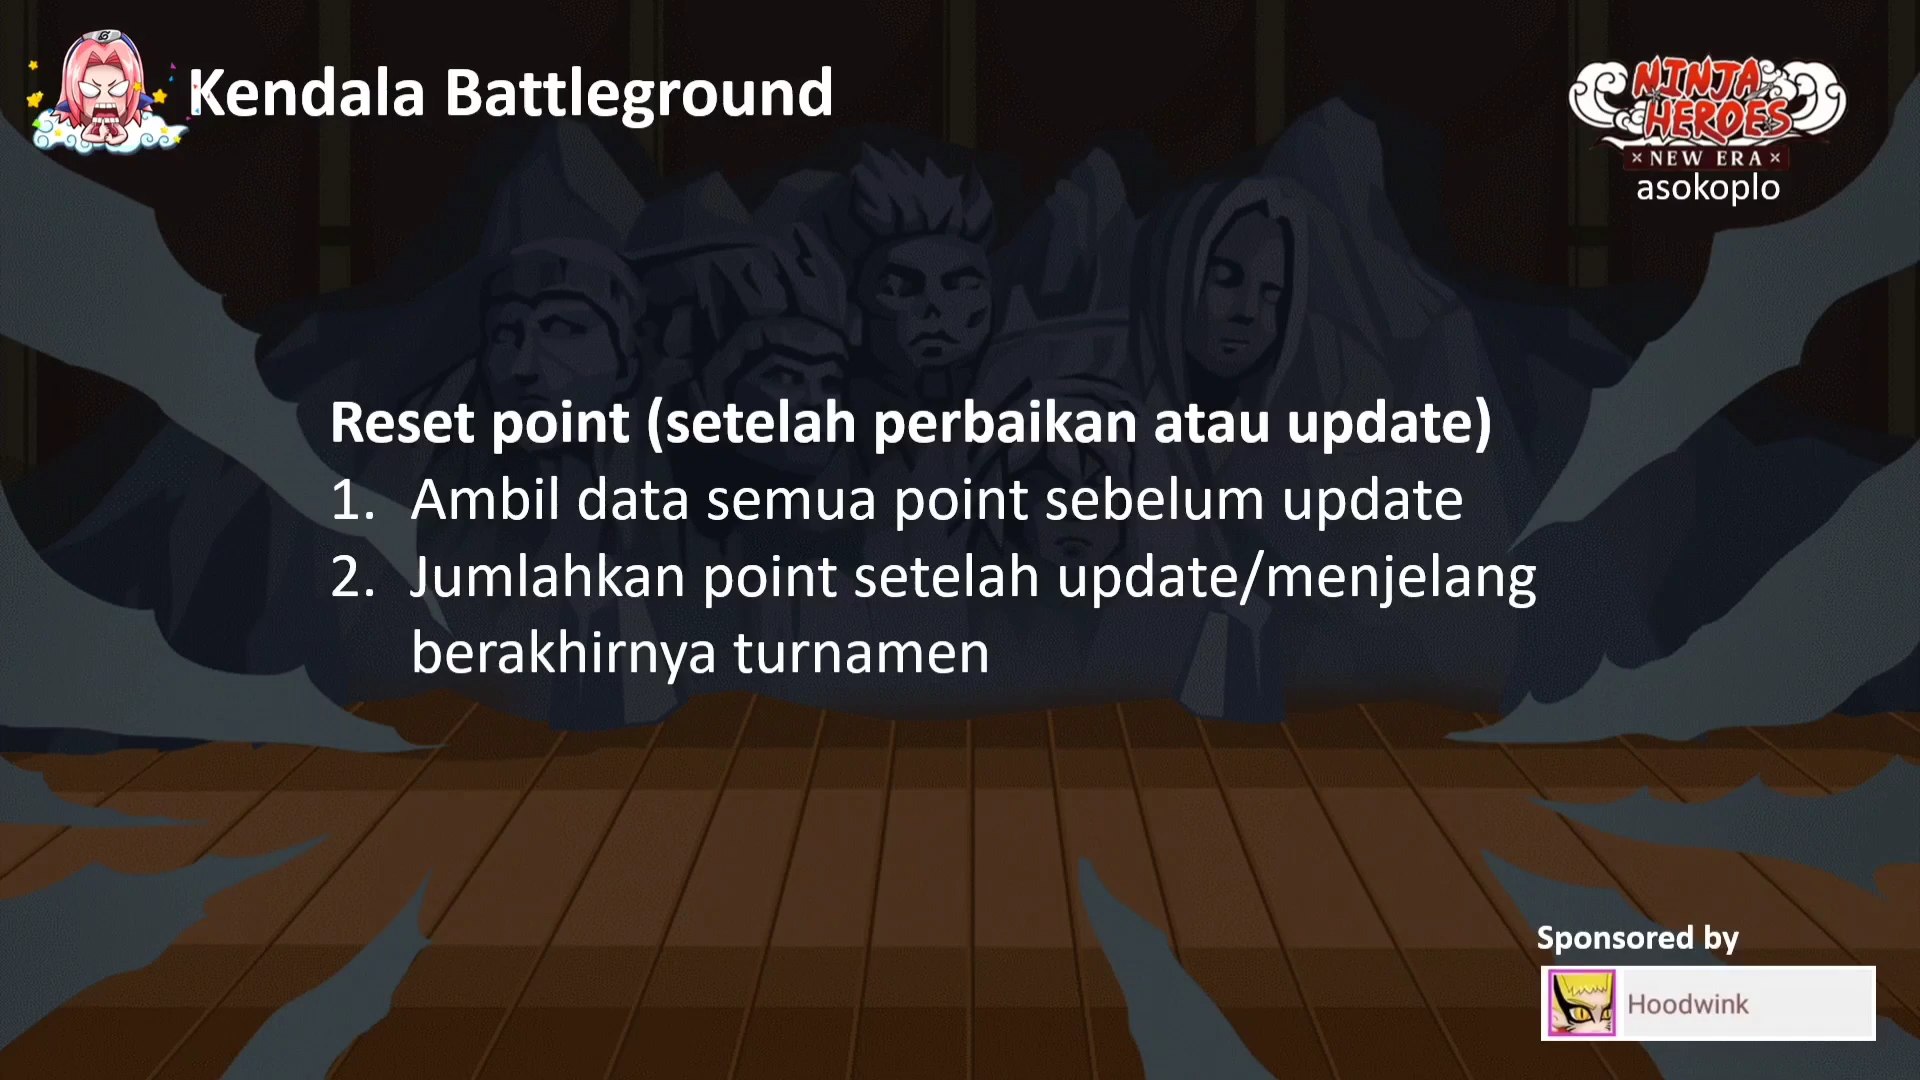 Kendala Battleground
NINJA
HEROES
×NEW ERA×
asokoplo
Reset point (setelah perbaikan atau update)
1. Ambil data semua point sebelum update
2. Jumlahkan point setelah update/menjelang
berakhirnya turnamen
Sponsored by
Hoodwink